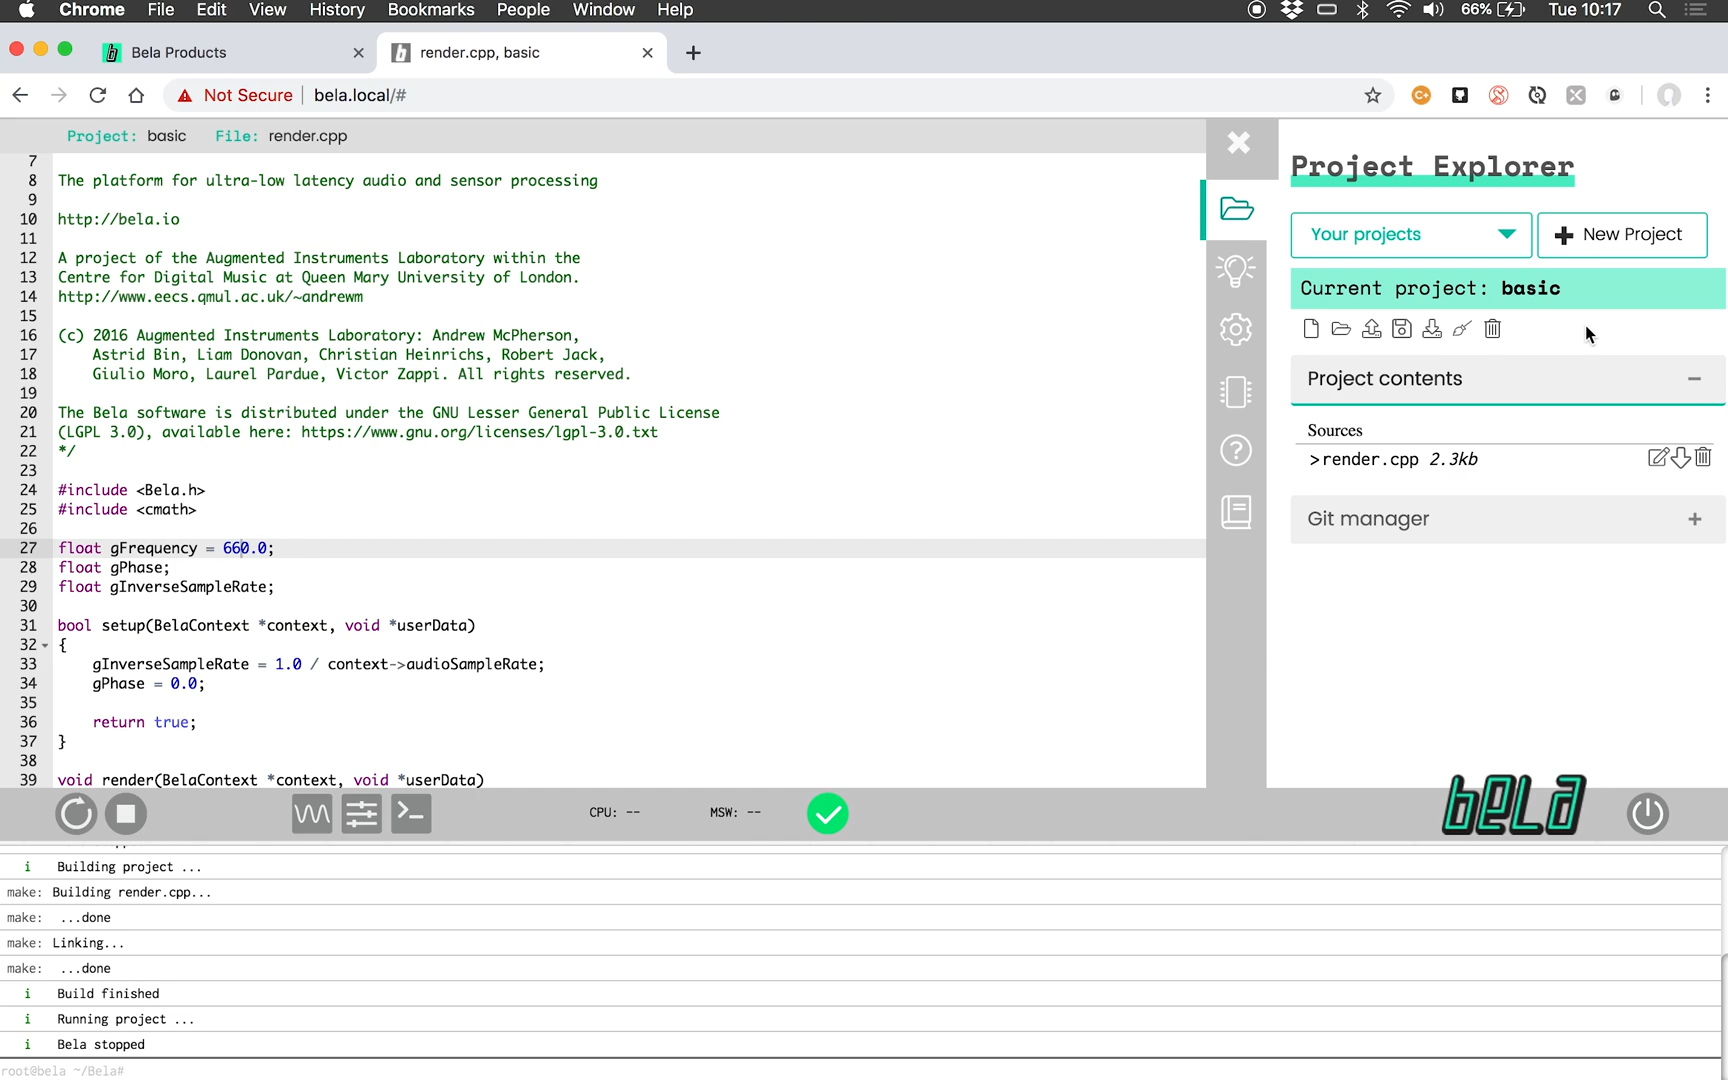 Chrome File Edit View History Bookmarks People Window Help 66% Tue 10:17
Bela Products render.cpp, basic
Not Secure bela.local/#
Project: basic File: render.cpp
7
8 The platform for ultra-low latency audio and sensor processing
9
10 http://bela.io
11
12 A project of the Augmented Instruments Laboratory within the
13 Centre for Digital Music at Queen Mary University of London.
14 http://www.eecs.qmul.ac.uk/~andrewm
15
16 (c) 2016 Augmented Instruments Laboratory: Andrew McPherson,
17 Astrid Bin, Liam Donovan, Christian Heinrichs, Robert Jack,
18 Giulio Moro, Laurel Pardue, Victor Zappi. All rights reserved.
19
20 The Bela software is distributed under the GNU Lesser General Public License
21 (LGPL 3.0), available here: https://www.gnu.org/licenses/lgpl-3.0.txt
22 */
23
24 #include <Bela.h>
25 #include <cmath>
26
27 float gFrequency = 660.0;
28 float gPhase;
29 float gInverseSampleRate;
30
31 bool setup(BelaContext *context, void *userData)
32 {
33 gInverseSampleRate = 1.0 / context->audioSampleRate;
34 gPhase = 0.0;
35
36 return true;
37 }
38
39 void render(BelaContext *context, void *userData)
Project Explorer
Your projects
New Project
Current project: basic
Project contents −
Sources
>render.cpp 2.3kb
Git manager +
CPU: -- MSW: --
BELA
i Building project ...
make: Building render.cpp...
make: ...done
make: Linking...
make: ...done
i Build finished
i Running project ...
i Bela stopped
root@bela ~/Bela#